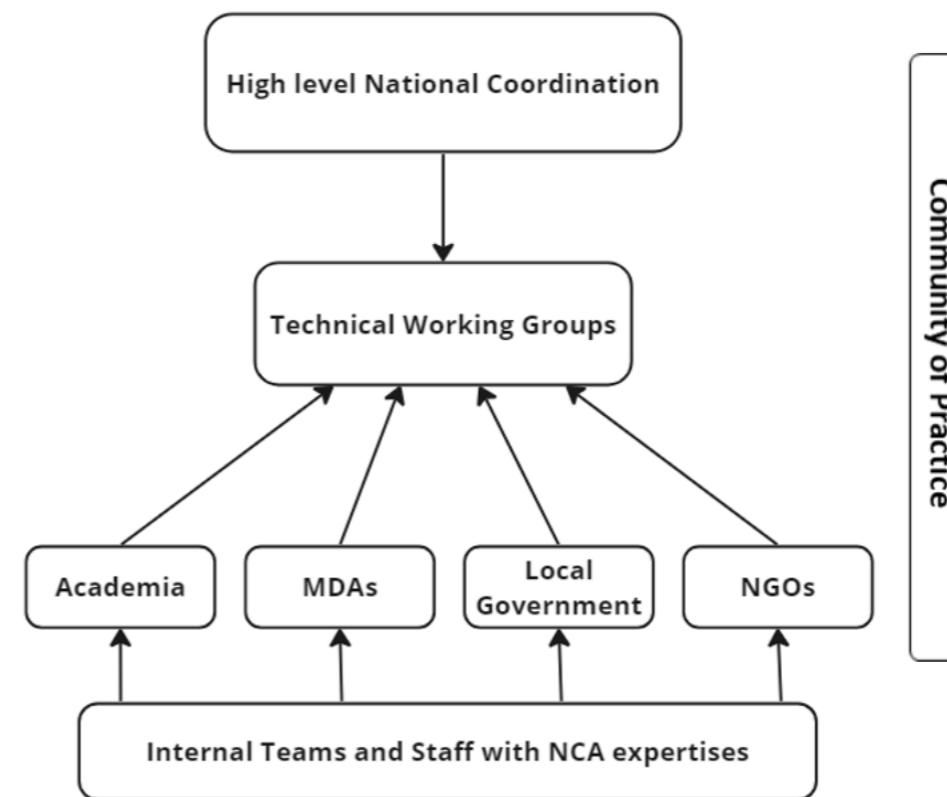 High level National Coordination
Technical Working Groups
Academia
MDAs
Local
Government
NGOs
Internal Teams and Staff with NCA expertises
Community of Practice